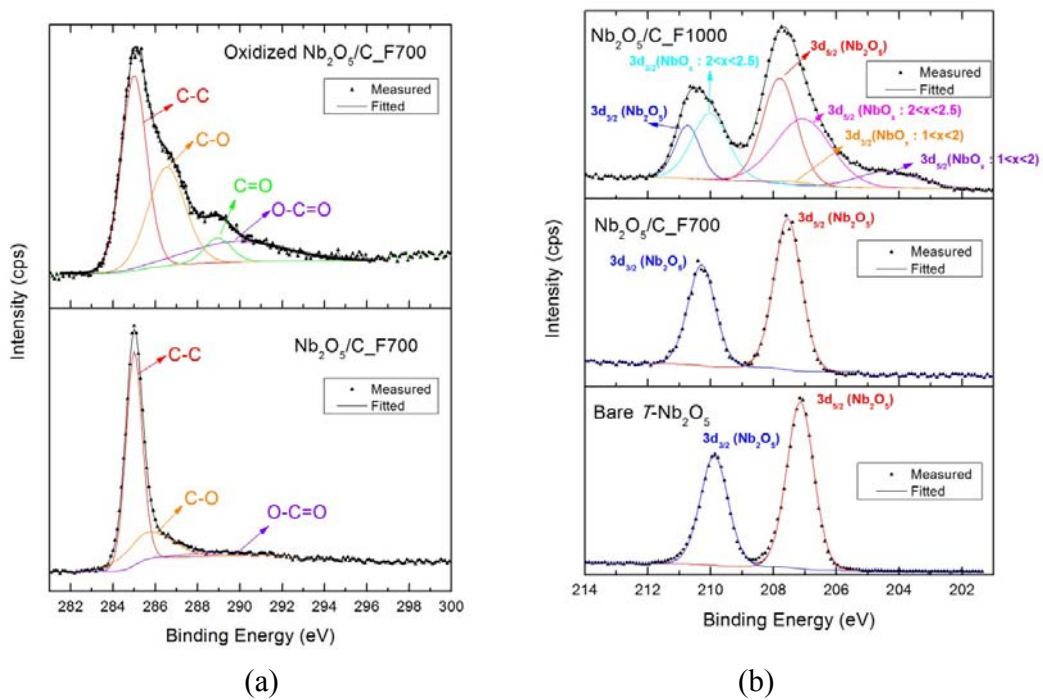 Oxidized Nb₂O₅/C_F700
Measured
Fitted
C-C
C-O
C=O
O-C=O
Nb₂O₅/C_F700
Measured
Fitted
C-C
C-O
O-C=O
Intensity (cps)
282 284 286 288 290 292 294 296 298 300
Binding Energy (eV)
(a)
Nb₂O₅/C_F1000
3d₅/₂ (Nb₂O₅)
3d₃/₂(NbOₓ : 2<x<2.5)
Measured
Fitted
3d₃/₂ (Nb₂O₅)
3d₅/₂ (NbOₓ : 2<x<2.5)
3d₃/₂(NbOₓ : 1<x<2)
3d₅/₂(NbOₓ : 1<x<2)
Nb₂O₅/C_F700
3d₅/₂ (Nb₂O₅)
3d₃/₂ (Nb₂O₅)
Measured
Fitted
Bare T-Nb₂O₅
3d₅/₂ (Nb₂O₅)
3d₃/₂ (Nb₂O₅)
Measured
Fitted
Intensity (cps)
214 212 210 208 206 204 202
Binding Energy (eV)
(b)